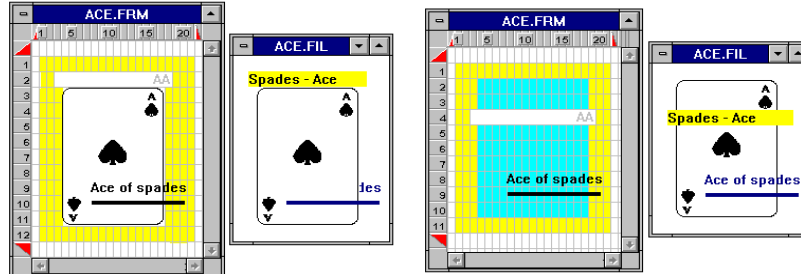 ACE.FRM
1 5 10 15 20
1
2 AA
3
A
4
5
6
7
8
9 Ace of spades
10
A
11
12
ACE.FIL
Spades - Ace
A
des
A
ACE.FRM
1 5 10 15 20
1
2
3
4 AA
5
6
7
8 Ace of spades
9
10
11
ACE.FIL
A
Spades - Ace
Ace of spades
A